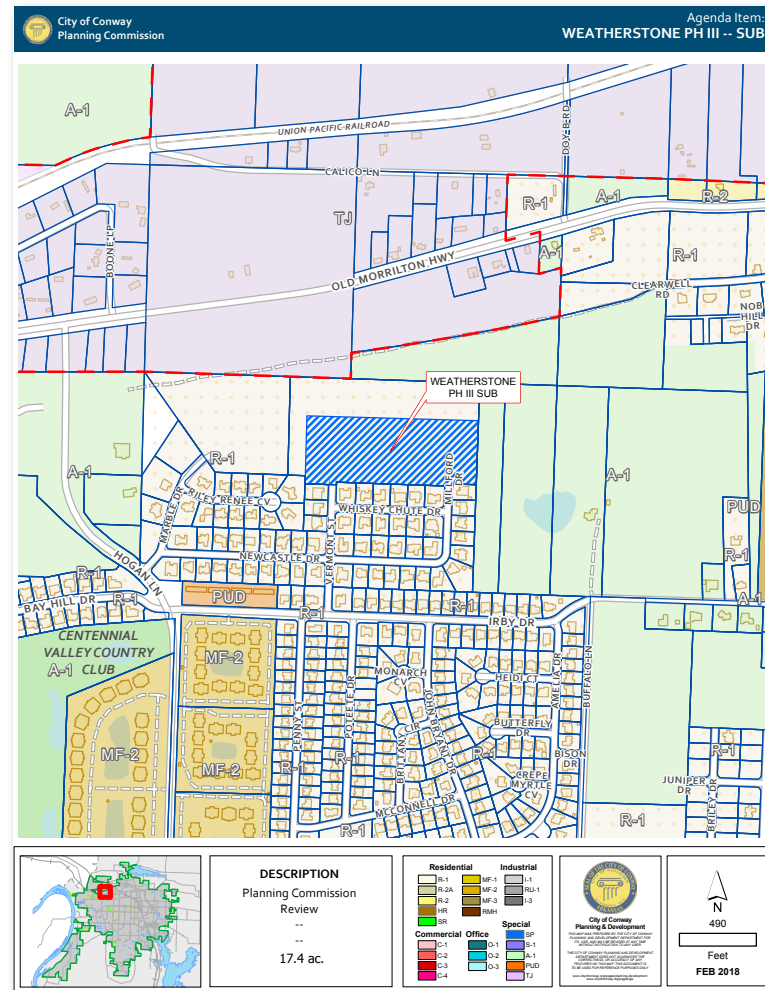 City of Conway
Planning Commission
Agenda Item:
WEATHERSTONE PH III -- SUB
A-1
UNION PACIFIC RAILROAD
DOY-B RD
CALICO LN
R-1
A-1
R-2
TJ
BOONE LP
A-1
R-1
OLD MORRILTON HWY
CLEARWELL
RD
NOB
HILL
DR
WEATHERSTONE
PH III SUB
A-1
R-1
MILLFORD
DR
A-1
MARBLE DR
RILEY RENEE CV
WHISKEY CHUTE DR
PUD
VERMONT ST
NEWCASTLE DR
R-1
HOGAN LN
R-1
PUD
BAY HILL DR
R-1
R-1
R-1
A-1
IRBY DR
CENTENNIAL
VALLEY COUNTRY
CLUB
A-1
MF-2
MONARCH
CV
HEIDI CT
AMELIA DR
BUFFALO LN
PENNY ST
POTEETE DR
JOHN BRYANT DR
BRITTANY CIR
BUTTERFLY
DR
MF-2
MF-2
R-1
R-1
R-1
BISON
DR
R-1
CREPE
MYRTLE
CV
JUNIPER
DR
BRILEY DR
MCCONNELL DR
R-1
R-1
DESCRIPTION
Planning Commission
Review
--
--
17.4 ac.
Residential
R-1
R-2A
R-2
HR
SR
MF-1
MF-2
MF-3
RMH
Industrial
I-1
RU-1
I-3
Commercial
C-1
C-2
C-3
C-4
Office
O-1
O-2
O-3
Special
SP
S-1
A-1
PUD
TJ
City of Conway
Planning & Development
N
490
Feet
FEB 2018